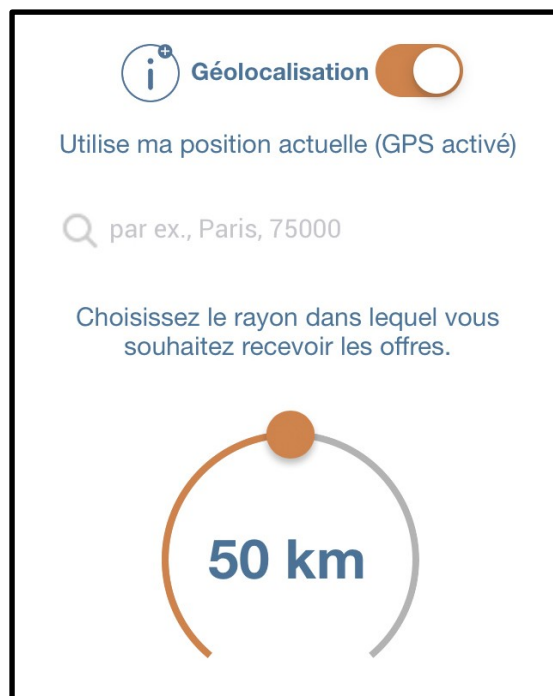 i+ Géolocalisation
Utilise ma position actuelle (GPS activé)
par ex., Paris, 75000
Choisissez le rayon dans lequel vous
souhaitez recevoir les offres.
50 km